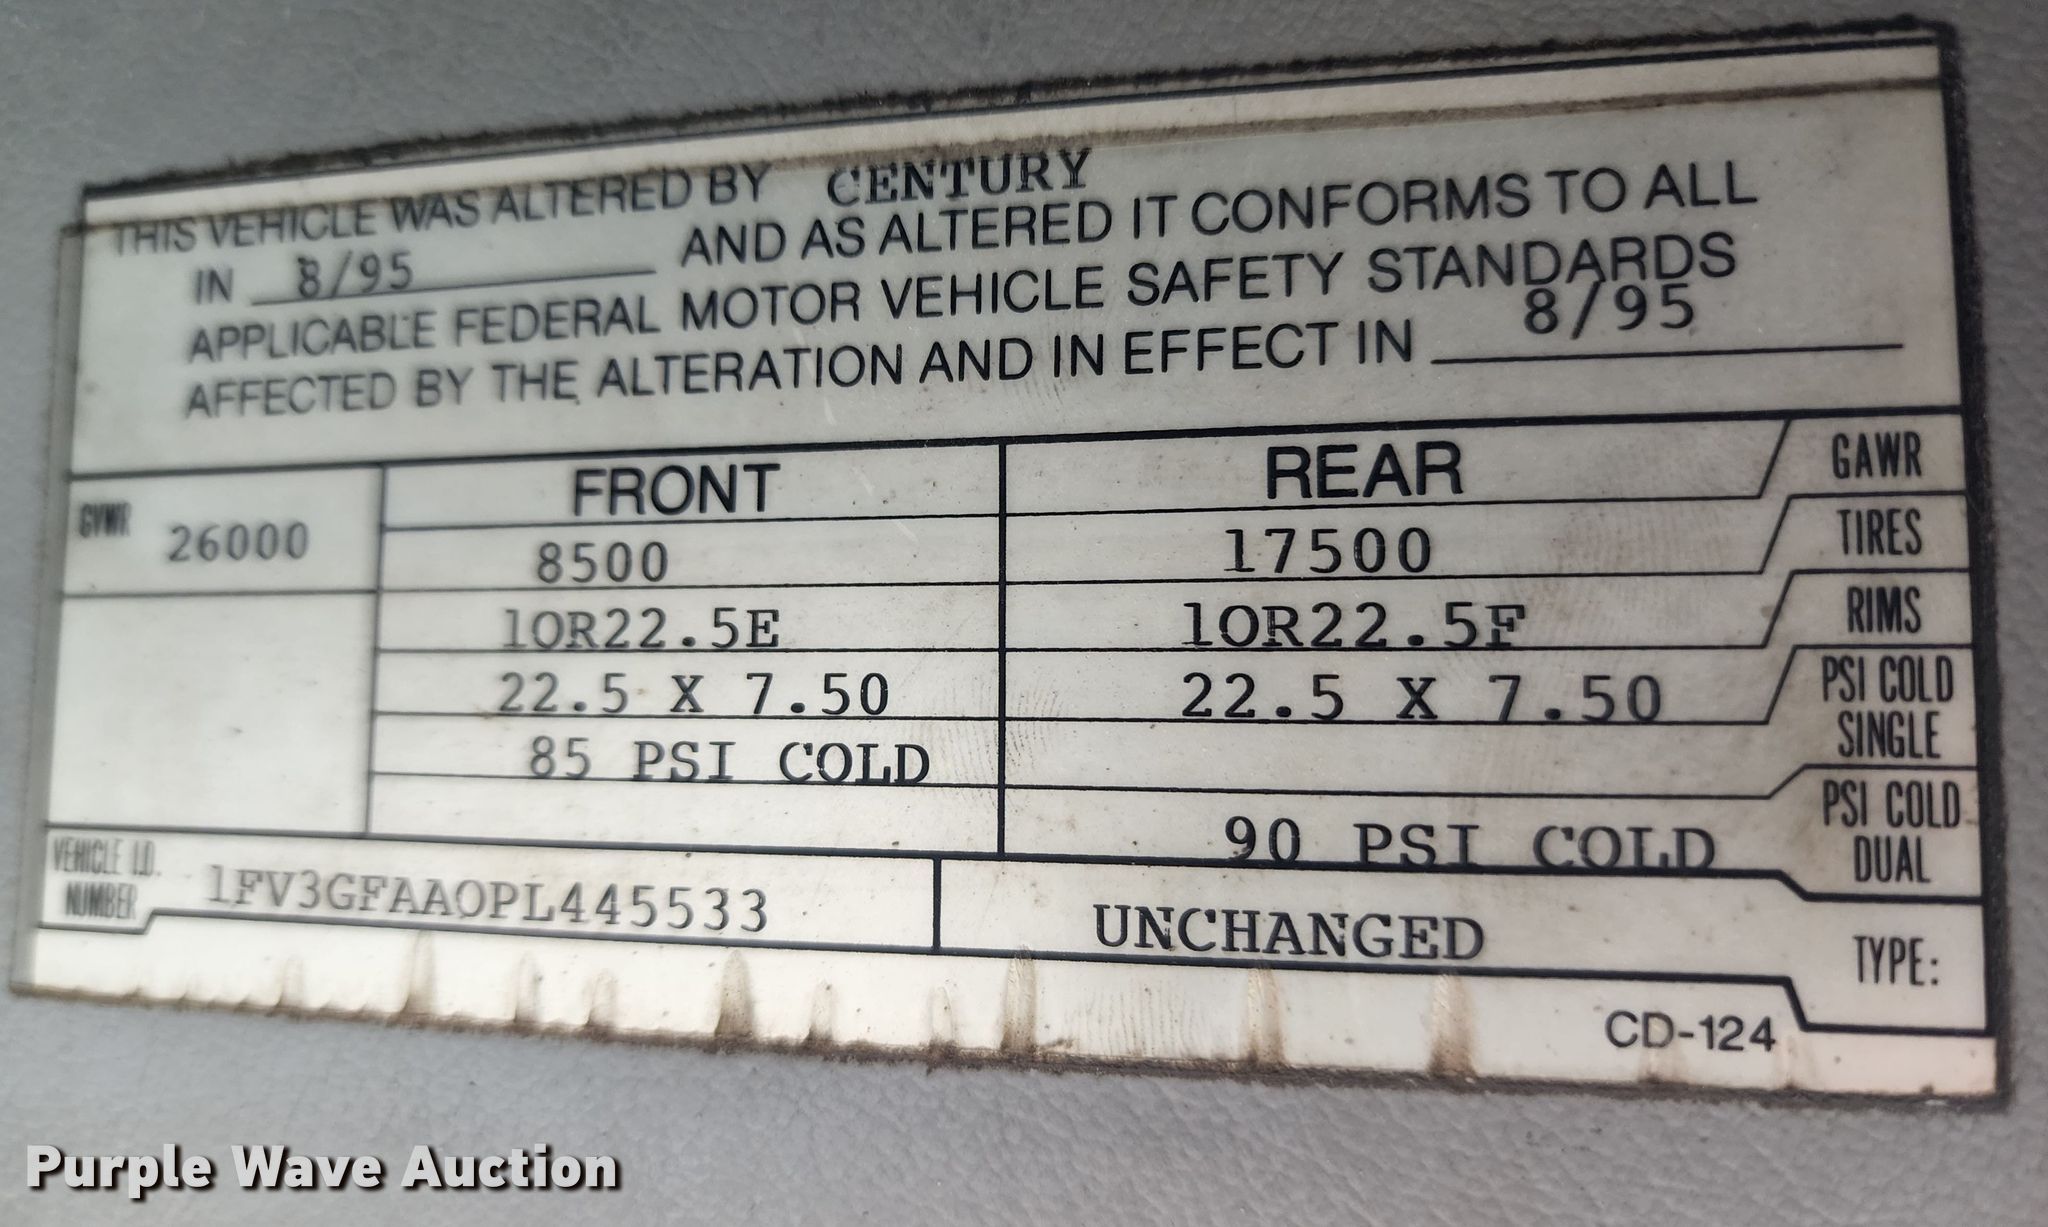 THIS VEHICLE WAS ALTERED BY CENTURY
IN 8/95 AND AS ALTERED IT CONFORMS TO ALL
APPLICABLE FEDERAL MOTOR VEHICLE SAFETY STANDARDS
AFFECTED BY THE ALTERATION AND IN EFFECT IN 8/95
FRONT REAR GAWR
GVWR 26000 8500 17500 TIRES
10R22.5E 10R22.5F RIMS
22.5 X 7.50 22.5 X 7.50 PSI COLD
SINGLE
85 PSI COLD
90 PSI COLD PSI COLD
DUAL
VEHICLE I.D.
NUMBER 1FV3GFAA0PL445533 UNCHANGED TYPE:
CD-124
Purple Wave Auction